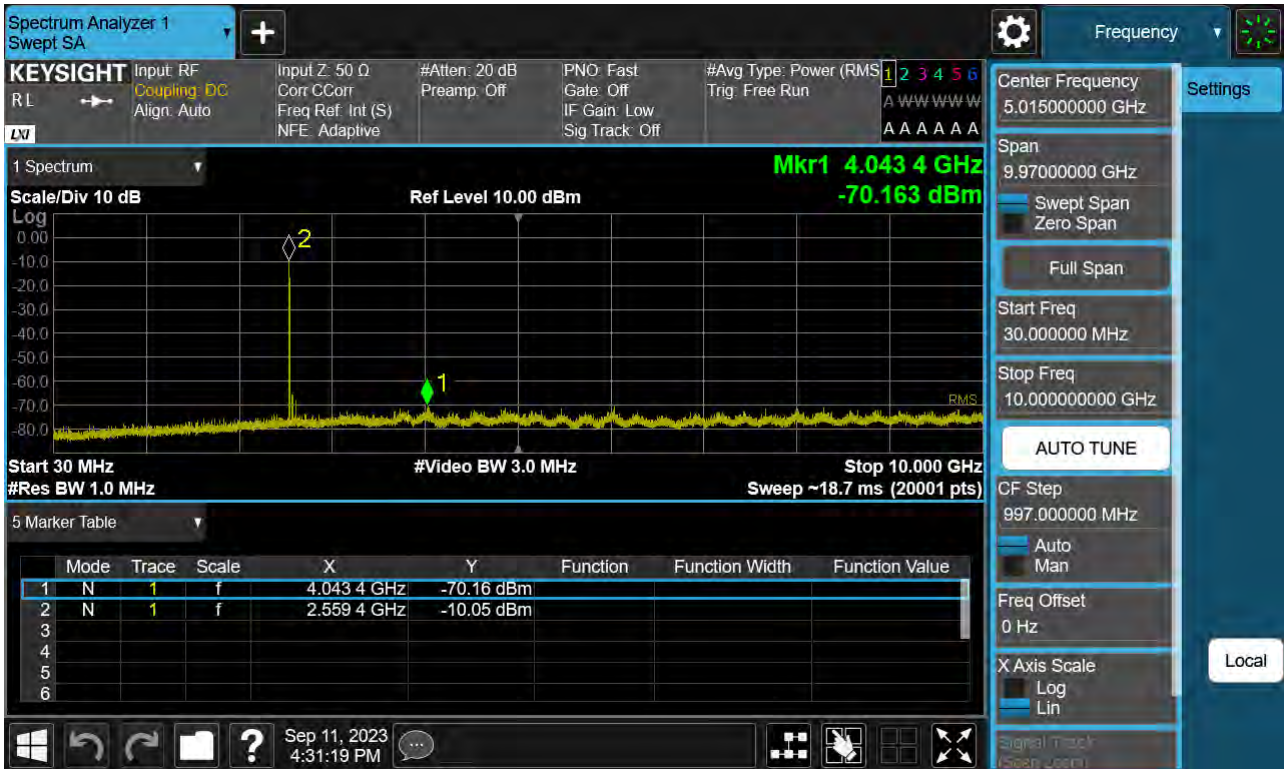 Spectrum Analyzer 1
Swept SA
Frequency
KEYSIGHT
RL
LXI
Input: RF
Coupling: DC
Align: Auto
Input Z: 50 Ω
Corr CCorr
Freq Ref: Int (S)
NFE: Adaptive
#Atten: 20 dB
Preamp: Off
PNO: Fast
Gate: Off
IF Gain: Low
Sig Track: Off
#Avg Type: Power (RMS
Trig: Free Run
1 2 3 4 5 6
A W W W W W
A A A A A A
1 Spectrum
Mkr1 4.043 4 GHz
Scale/Div 10 dB
Ref Level 10.00 dBm
-70.163 dBm
Log
0.00
-10.0
-20.0
-30.0
-40.0
-50.0
-60.0
-70.0
-80.0
2
1
RMS
Start 30 MHz
#Video BW 3.0 MHz
Stop 10.000 GHz
#Res BW 1.0 MHz
Sweep ~18.7 ms (20001 pts)
5 Marker Table
Mode Trace Scale X Y Function Function Width Function Value
1 N 1 f 4.043 4 GHz -70.16 dBm
2 N 1 f 2.559 4 GHz -10.05 dBm
3
4
5
6
Sep 11, 2023
4:31:19 PM
?
Center Frequency
5.015000000 GHz
Settings
Span
9.97000000 GHz
Swept Span
Zero Span
Full Span
Start Freq
30.000000 MHz
Stop Freq
10.000000000 GHz
AUTO TUNE
CF Step
997.000000 MHz
Auto
Man
Freq Offset
0 Hz
X Axis Scale
Log
Lin
Local
Signal Track
(Span Zoom)